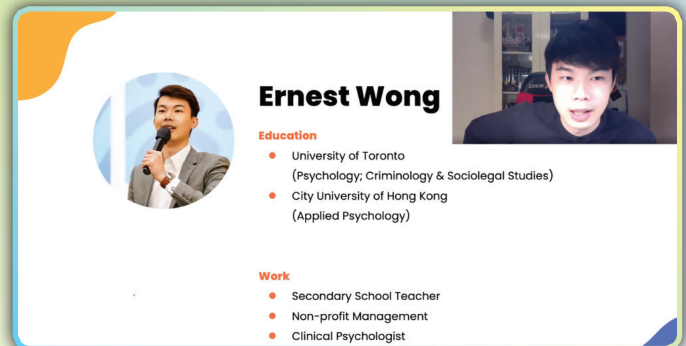 Ernest Wong
Education
University of Toronto
(Psychology; Criminology & Sociolegal Studies)
City University of Hong Kong
(Applied Psychology)
Work
Secondary School Teacher
Non-profit Management
Clinical Psychologist